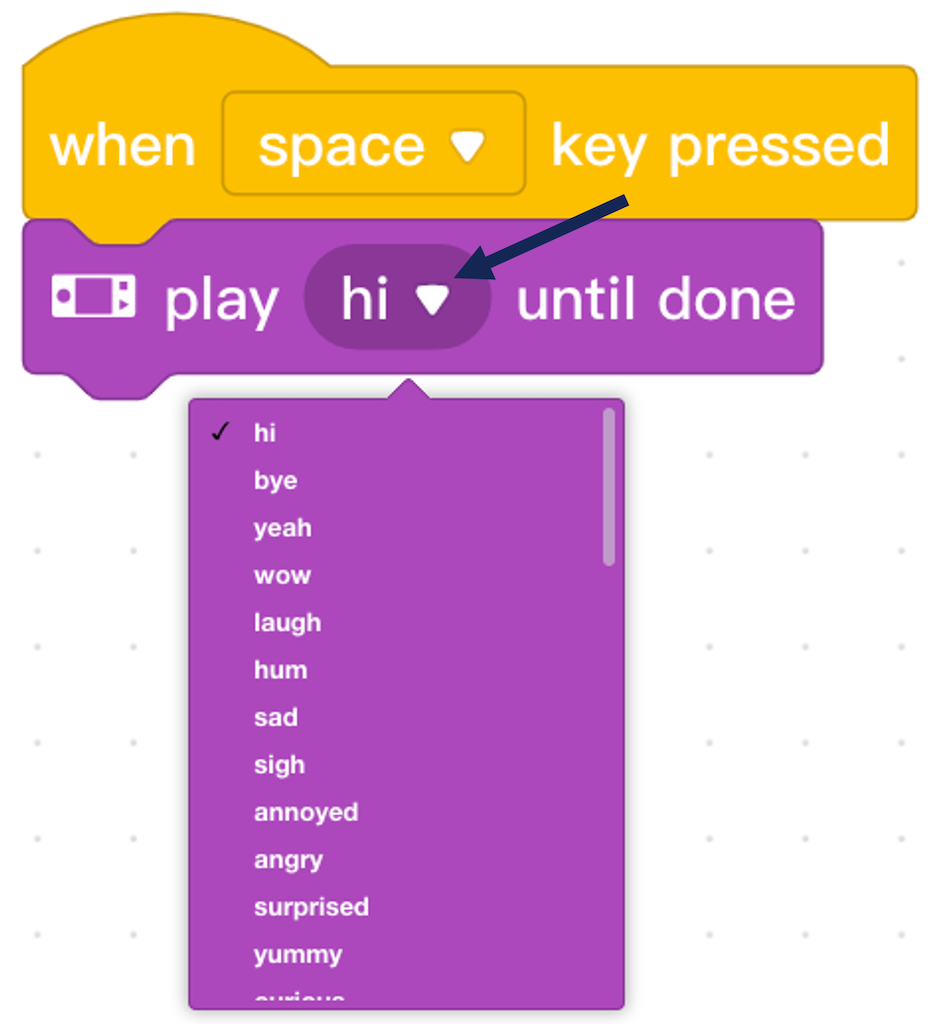 when space key pressed
play hi until done
✓ hi
bye
yeah
wow
laugh
hum
sad
sigh
annoyed
angry
surprised
yummy
curious